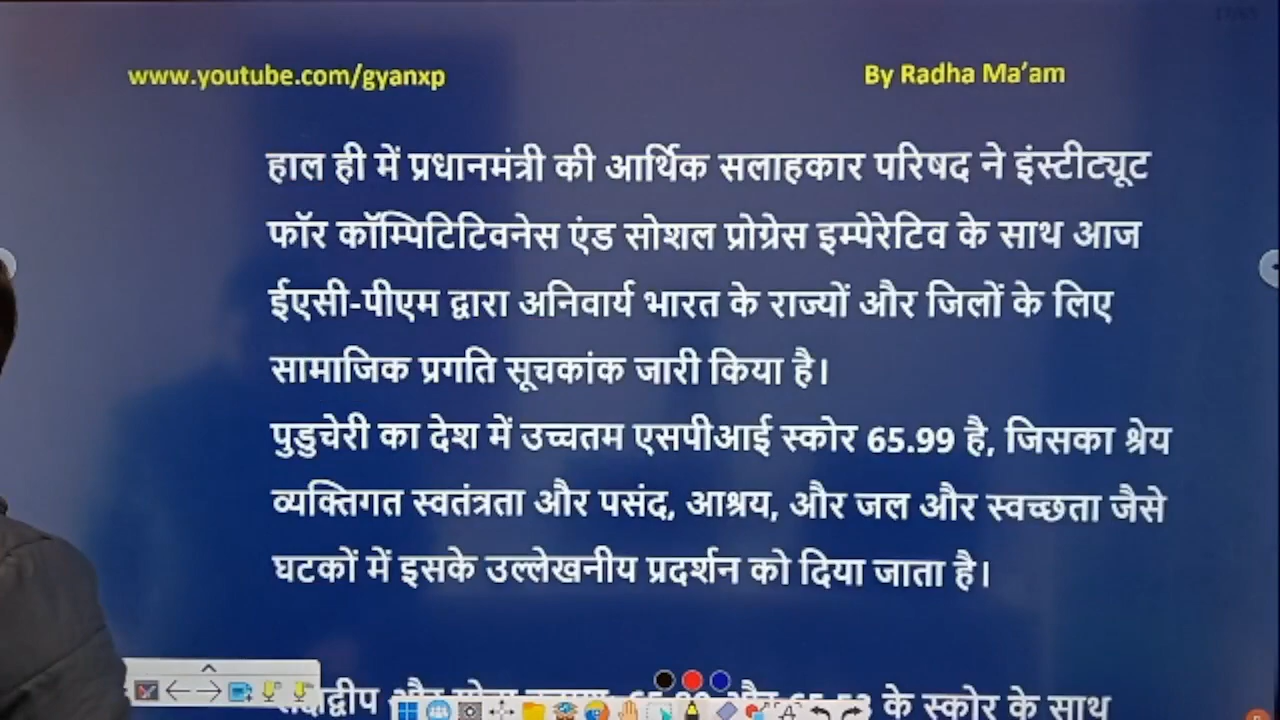 www.youtube.com/gyanxp
By Radha Ma’am
हाल ही में प्रधानमंत्री की आर्थिक सलाहकार परिषद ने इंस्टीट्यूट
फॉर कॉम्पिटिटिवनेस एंड सोशल प्रोग्रेस इम्पेरेटिव के साथ आज
ईएसी-पीएम द्वारा अनिवार्य भारत के राज्यों और जिलों के लिए
सामाजिक प्रगति सूचकांक जारी किया है।
पुडुचेरी का देश में उच्चतम एसपीआई स्कोर 65.99 है, जिसका श्रेय
व्यक्तिगत स्वतंत्रता और पसंद, आश्रय, और जल और स्वच्छता जैसे
घटकों में इसके उल्लेखनीय प्रदर्शन को दिया जाता है।
और के स्कोर के साथ